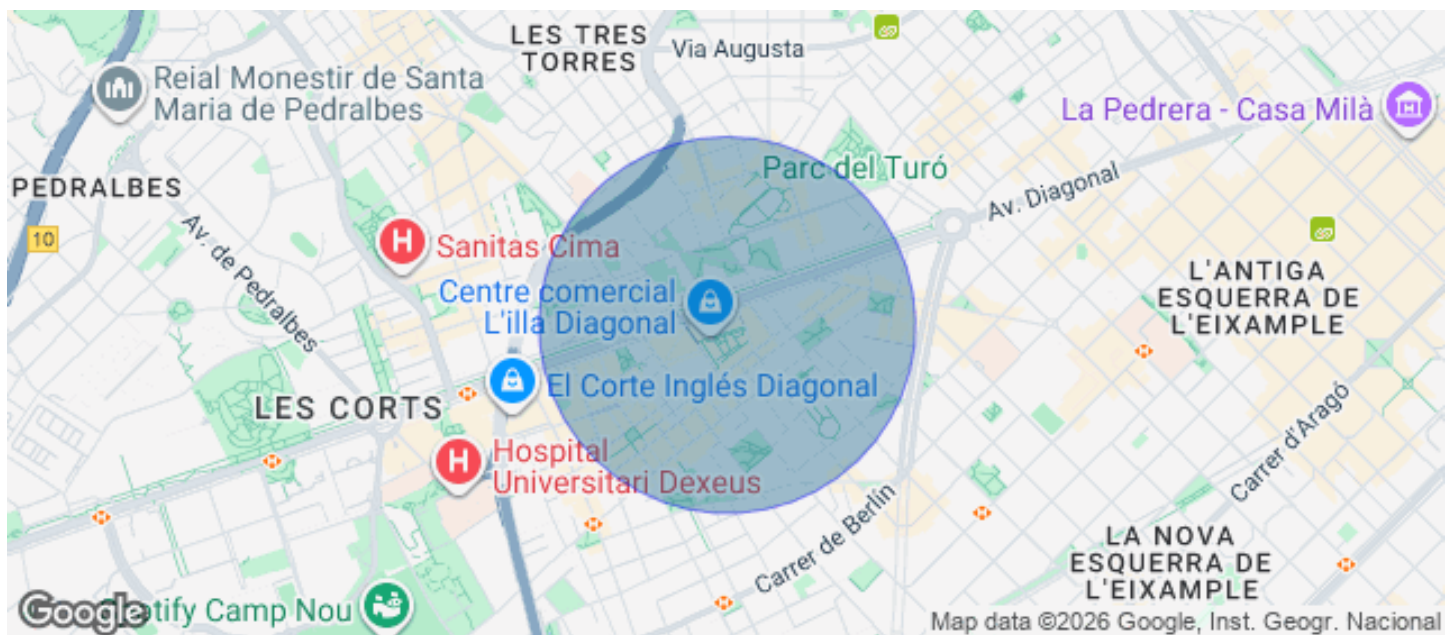 LES TRES
TORRES
Via Augusta
Reial Monestir de Santa
Maria de Pedralbes
La Pedrera - Casa Milà
Parc del Turó
PEDRALBES
Av. Diagonal
10
Av. de Pedralbes
Sanitas Cima
Centre comercial
L'illa Diagonal
L'ANTIGA
ESQUERRA DE
L'EIXAMPLE
El Corte Inglés Diagonal
LES CORTS
Hospital
Universitari Dexeus
Carrer d'Aragó
Carrer de Berlín
LA NOVA
ESQUERRA DE
L'EIXAMPLE
Google
Camp Nou
Map data ©2026 Google, Inst. Geogr. Nacional